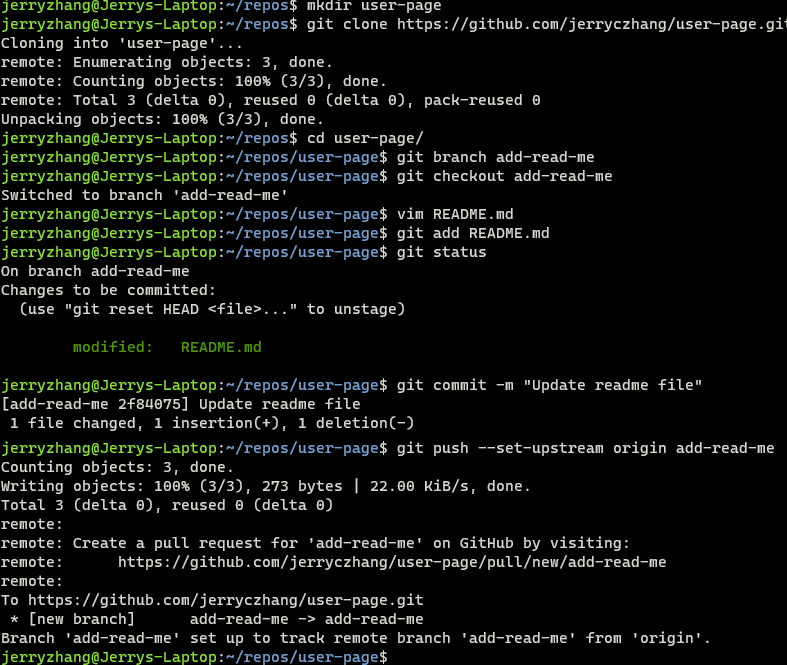 jerryzhang@Jerrys-Laptop:~/repos$ mkdir user-page
jerryzhang@Jerrys-Laptop:~/repos$ git clone https://github.com/jerryczhang/user-page.git
Cloning into 'user-page'...
remote: Enumerating objects: 3, done.
remote: Counting objects: 100% (3/3), done.
remote: Total 3 (delta 0), reused 0 (delta 0), pack-reused 0
Unpacking objects: 100% (3/3), done.
jerryzhang@Jerrys-Laptop:~/repos$ cd user-page/
jerryzhang@Jerrys-Laptop:~/repos/user-page$ git branch add-read-me
jerryzhang@Jerrys-Laptop:~/repos/user-page$ git checkout add-read-me
Switched to branch 'add-read-me'
jerryzhang@Jerrys-Laptop:~/repos/user-page$ vim README.md
jerryzhang@Jerrys-Laptop:~/repos/user-page$ git add README.md
jerryzhang@Jerrys-Laptop:~/repos/user-page$ git status
On branch add-read-me
Changes to be committed:
  (use "git reset HEAD <file>..." to unstage)

        modified:   README.md

jerryzhang@Jerrys-Laptop:~/repos/user-page$ git commit -m "Update readme file"
[add-read-me 2f84075] Update readme file
 1 file changed, 1 insertion(+), 1 deletion(-)
jerryzhang@Jerrys-Laptop:~/repos/user-page$ git push --set-upstream origin add-read-me
Counting objects: 3, done.
Writing objects: 100% (3/3), 273 bytes | 22.00 KiB/s, done.
Total 3 (delta 0), reused 0 (delta 0)
remote:
remote: Create a pull request for 'add-read-me' on GitHub by visiting:
remote:      https://github.com/jerryczhang/user-page/pull/new/add-read-me
remote:
To https://github.com/jerryczhang/user-page.git
 * [new branch]      add-read-me -> add-read-me
Branch 'add-read-me' set up to track remote branch 'add-read-me' from 'origin'.
jerryzhang@Jerrys-Laptop:~/repos/user-page$